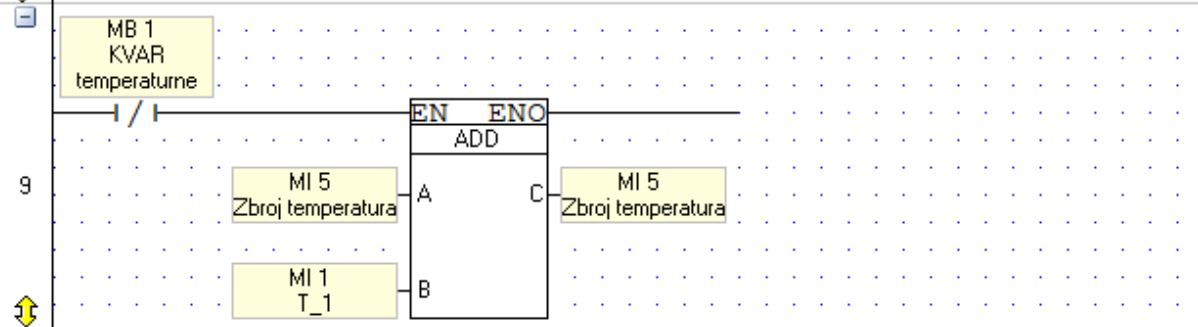 MB 1
KVAR
temperaturne
EN ENO
ADD
9
MI 5
Zbroj temperatura
A
C
MI 5
Zbroj temperatura
MI 1
T_1
B